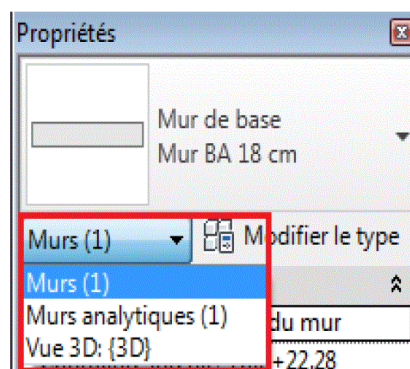 Propriétés
Mur de base
Mur BA 18 cm
Murs (1)
Modifier le type
Murs (1)
Murs analytiques (1)
du mur
Vue 3D: {3D}
+22.28